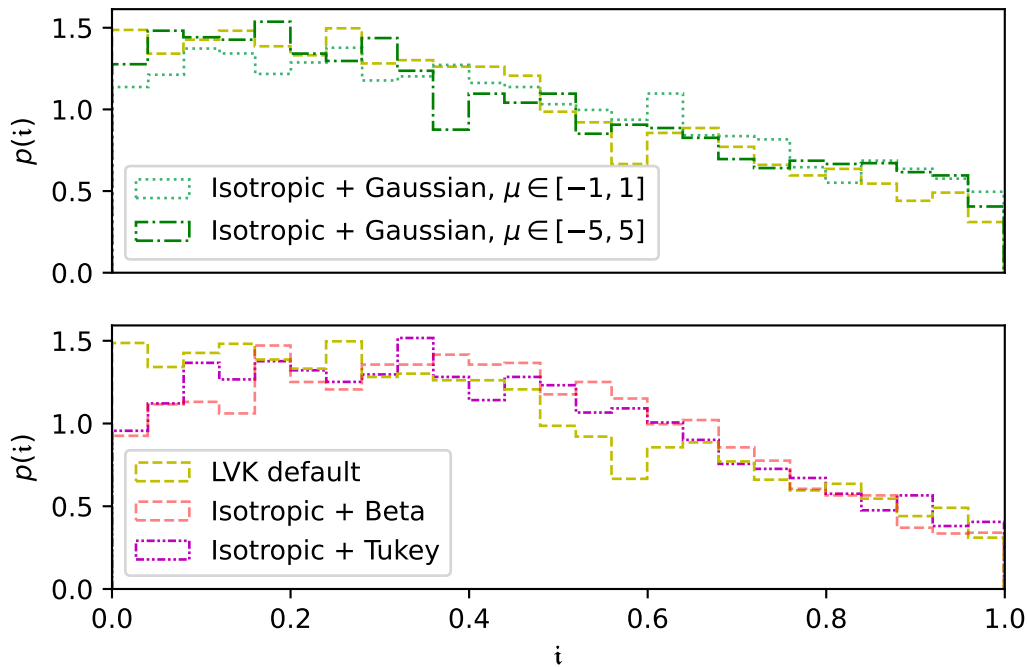 1.5
1.0
0.5
0.0
p(𝔦)
Isotropic + Gaussian, μ ∈ [−1, 1]
Isotropic + Gaussian, μ ∈ [−5, 5]
1.5
1.0
0.5
0.0
p(𝔦)
LVK default
Isotropic + Beta
Isotropic + Tukey
0.0 0.2 0.4 0.6 0.8 1.0
𝔦